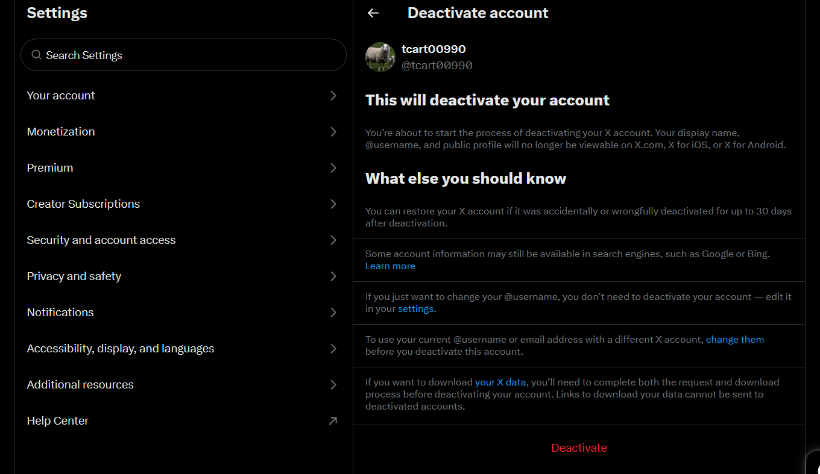 Settings
Search Settings
Your account
Monetization
Premium
Creator Subscriptions
Security and account access
Privacy and safety
Notifications
Accessibility, display, and languages
Additional resources
Help Center
Deactivate account
tcart00990
@tcart00990
This will deactivate your account
You're about to start the process of deactivating your X account. Your display name,
@username, and public profile will no longer be viewable on X.com, X for iOS, or X for Android.
What else you should know
You can restore your X account if it was accidentally or wrongfully deactivated for up to 30 days
after deactivation.
Some account information may still be available in search engines, such as Google or Bing.
Learn more
If you just want to change your @username, you don't need to deactivate your account — edit it
in your settings.
To use your current @username or email address with a different X account, change them
before you deactivate this account.
If you want to download your X data, you'll need to complete both the request and download
process before deactivating your account. Links to download your data cannot be sent to
deactivated accounts.
Deactivate